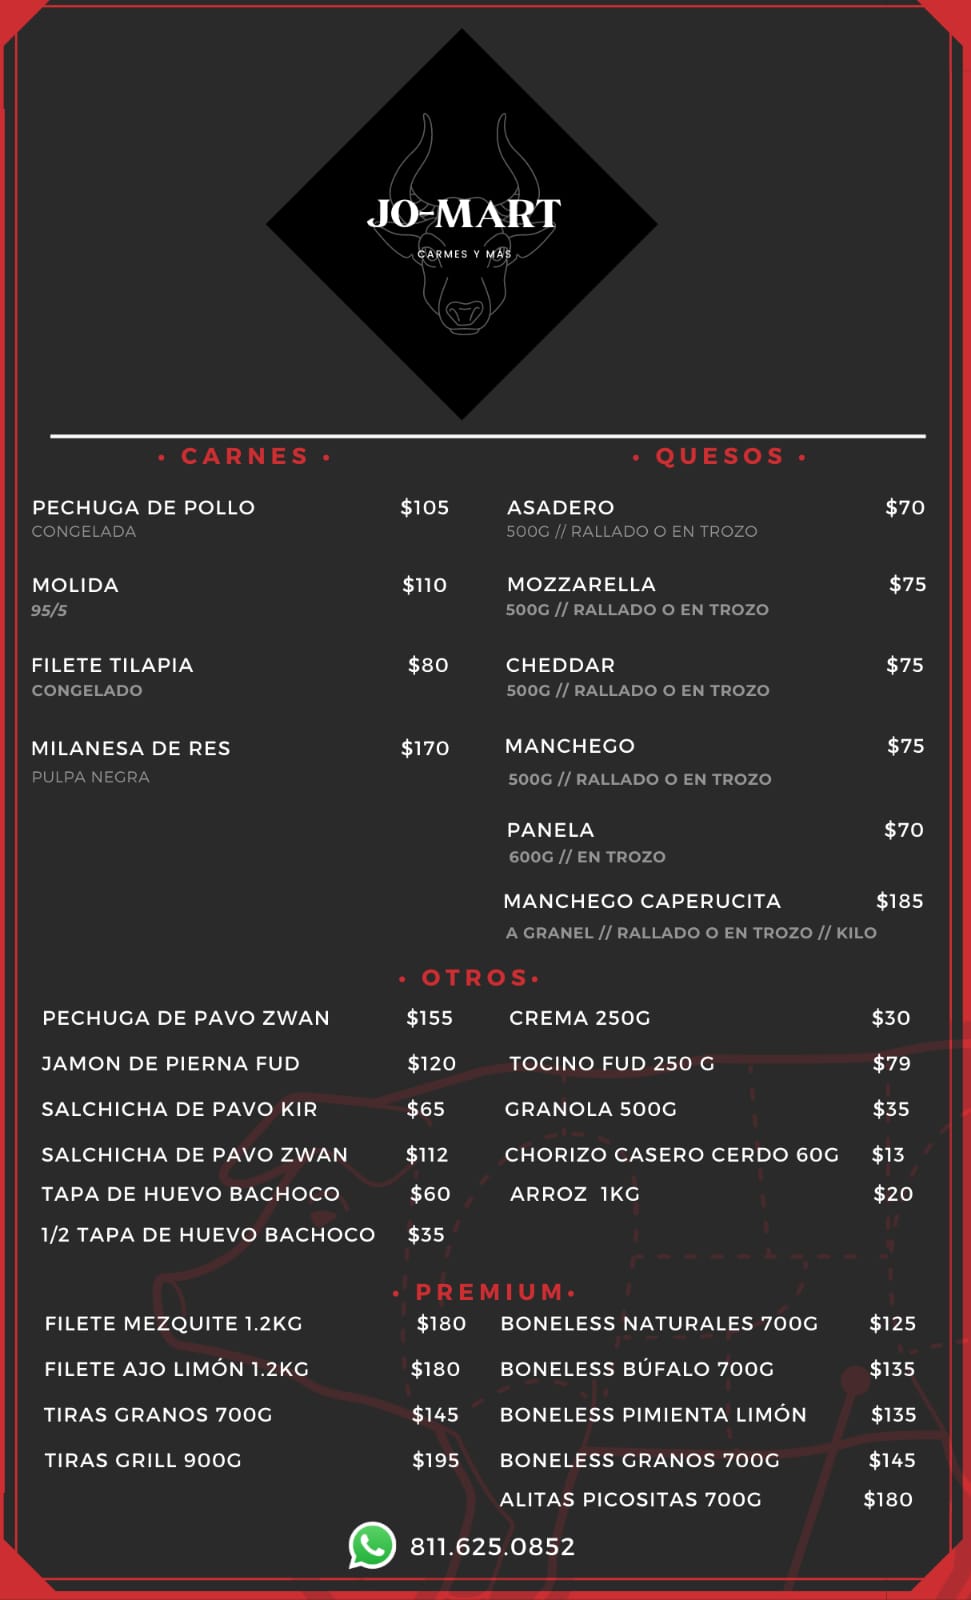 JO-MART
CARMES Y MÁS
• CARNES •
PECHUGA DE POLLO $105
CONGELADA
MOLIDA $110
95/5
FILETE TILAPIA $80
CONGELADO
MILANESA DE RES $170
PULPA NEGRA
• QUESOS •
ASADERO $70
500G // RALLADO O EN TROZO
MOZZARELLA $75
500G // RALLADO O EN TROZO
CHEDDAR $75
500G // RALLADO O EN TROZO
MANCHEGO $75
500G // RALLADO O EN TROZO
PANELA $70
600G // EN TROZO
MANCHEGO CAPERUCITA $185
A GRANEL // RALLADO O EN TROZO // KILO
• OTROS•
PECHUGA DE PAVO ZWAN $155
JAMON DE PIERNA FUD $120
SALCHICHA DE PAVO KIR $65
SALCHICHA DE PAVO ZWAN $112
TAPA DE HUEVO BACHOCO $60
1/2 TAPA DE HUEVO BACHOCO $35
CREMA 250G $30
TOCINO FUD 250 G $79
GRANOLA 500G $35
CHORIZO CASERO CERDO 60G $13
ARROZ 1KG $20
• PREMIUM•
FILETE MEZQUITE 1.2KG $180
FILETE AJO LIMÓN 1.2KG $180
TIRAS GRANOS 700G $145
TIRAS GRILL 900G $195
BONELESS NATURALES 700G $125
BONELESS BÚFALO 700G $135
BONELESS PIMIENTA LIMÓN $135
BONELESS GRANOS 700G $145
ALITAS PICOSITAS 700G $180
811.625.0852